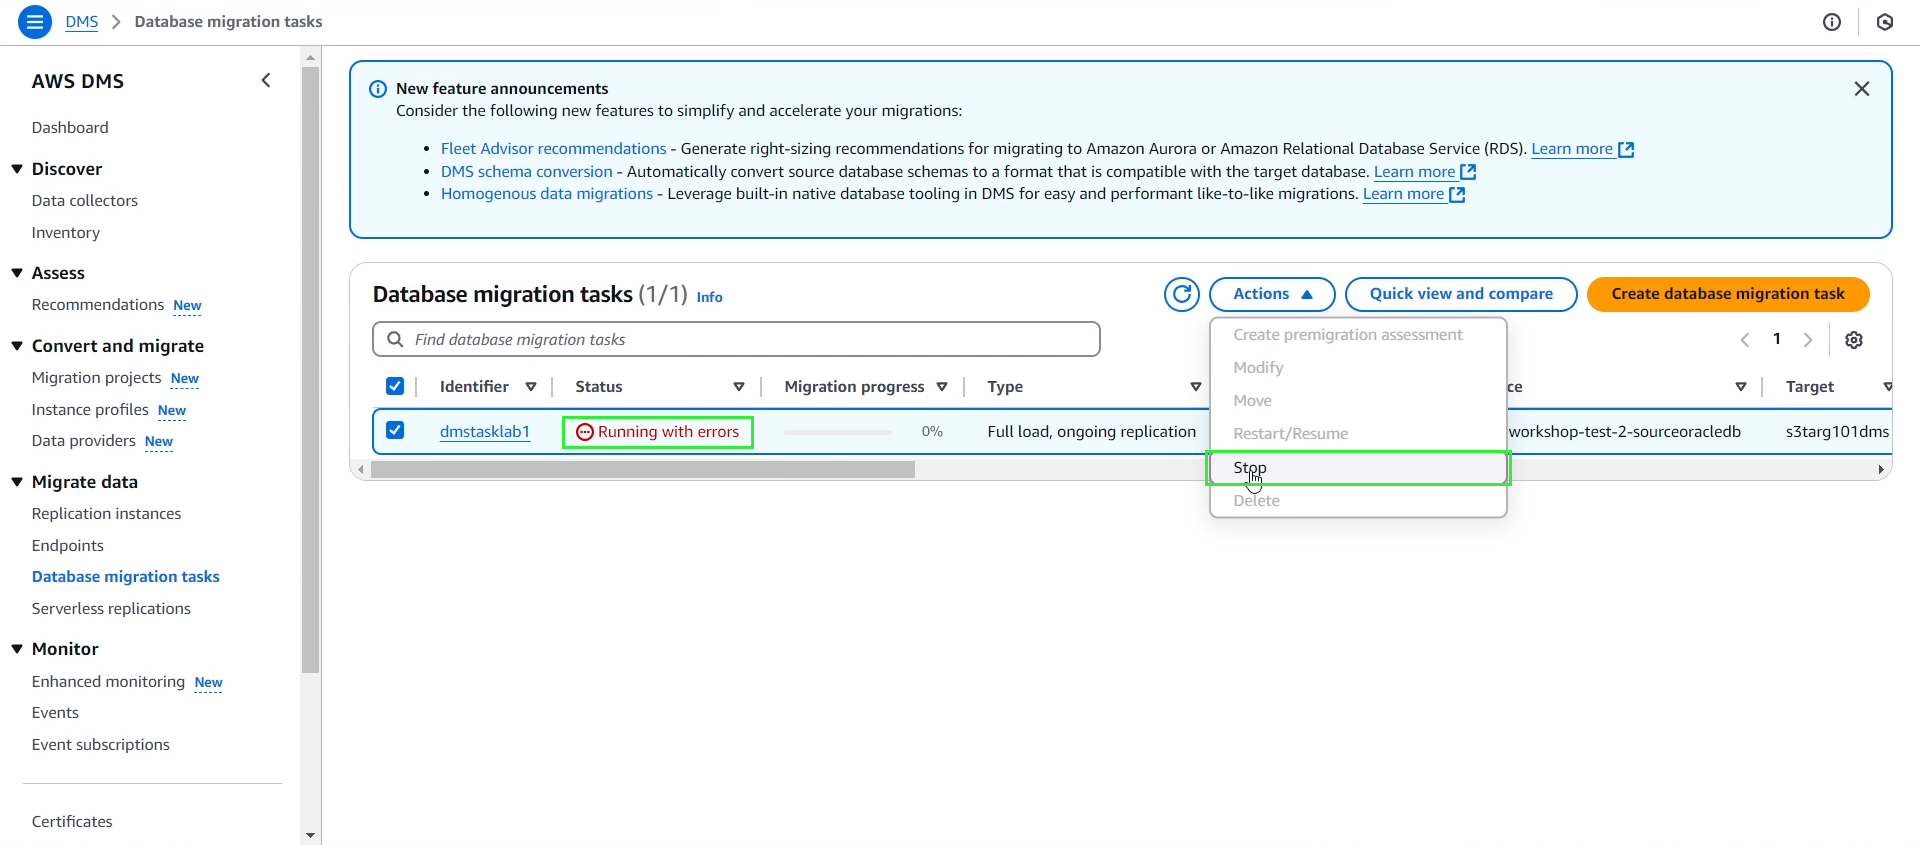 DMS > Database migration tasks
AWS DMS
Dashboard
Discover
Data collectors
Inventory
Assess
Recommendations New
Convert and migrate
Migration projects New
Instance profiles New
Data providers New
Migrate data
Replication instances
Endpoints
Database migration tasks
Serverless replications
Monitor
Enhanced monitoring New
Events
Event subscriptions
Certificates
New feature announcements
Consider the following new features to simplify and accelerate your migrations:
• Fleet Advisor recommendations - Generate right-sizing recommendations for migrating to Amazon Aurora or Amazon Relational Database Service (RDS). Learn more
• DMS schema conversion - Automatically convert source database schemas to a format that is compatible with the target database. Learn more
• Homogenous data migrations - Leverage built-in native database tooling in DMS for easy and performant like-to-like migrations. Learn more
Database migration tasks (1/1) Info
Actions
Quick view and compare
Create database migration task
Find database migration tasks
1
Identifier Status Migration progress Type ce Target
dmstasklab1 Running with errors 0% Full load, ongoing replication workshop-test-2-sourceoracledb s3targ101dms
Create premigration assessment
Modify
Move
Restart/Resume
Stop
Delete